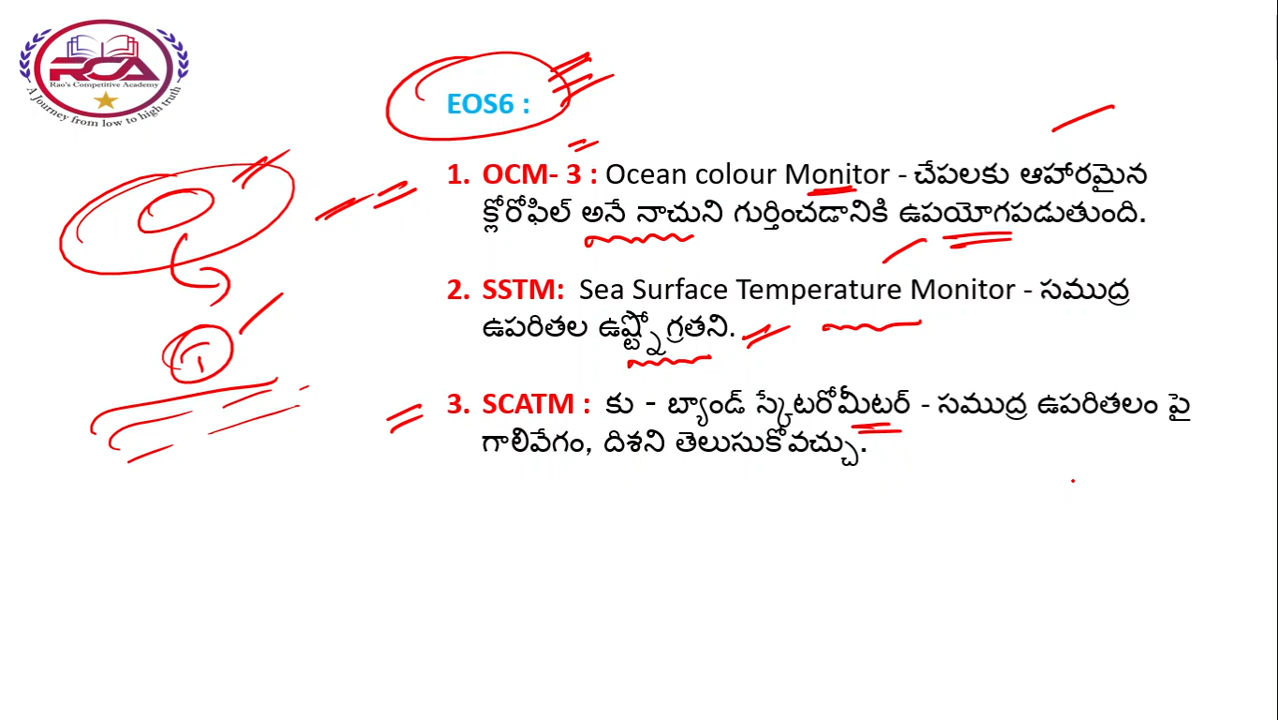 RCA
Rao's Competitive Academy
A Journey from low to high truth
EOS6 :
1. OCM- 3 : Ocean colour Monitor - చేపలకు ఆహారమైన
క్లోరోఫిల్ అనే నాచుని గుర్తించడానికి ఉపయోగపడుతుంది.
2. SSTM: Sea Surface Temperature Monitor - సముద్ర
ఉపరితల ఉష్ట్నోగ్రతని.
3. SCATM : కు - బ్యాండ్ స్కేటరోమీటర్ - సముద్ర ఉపరితలం పై
గాలివేగం, దిశని తెలుసుకోవచ్చు.